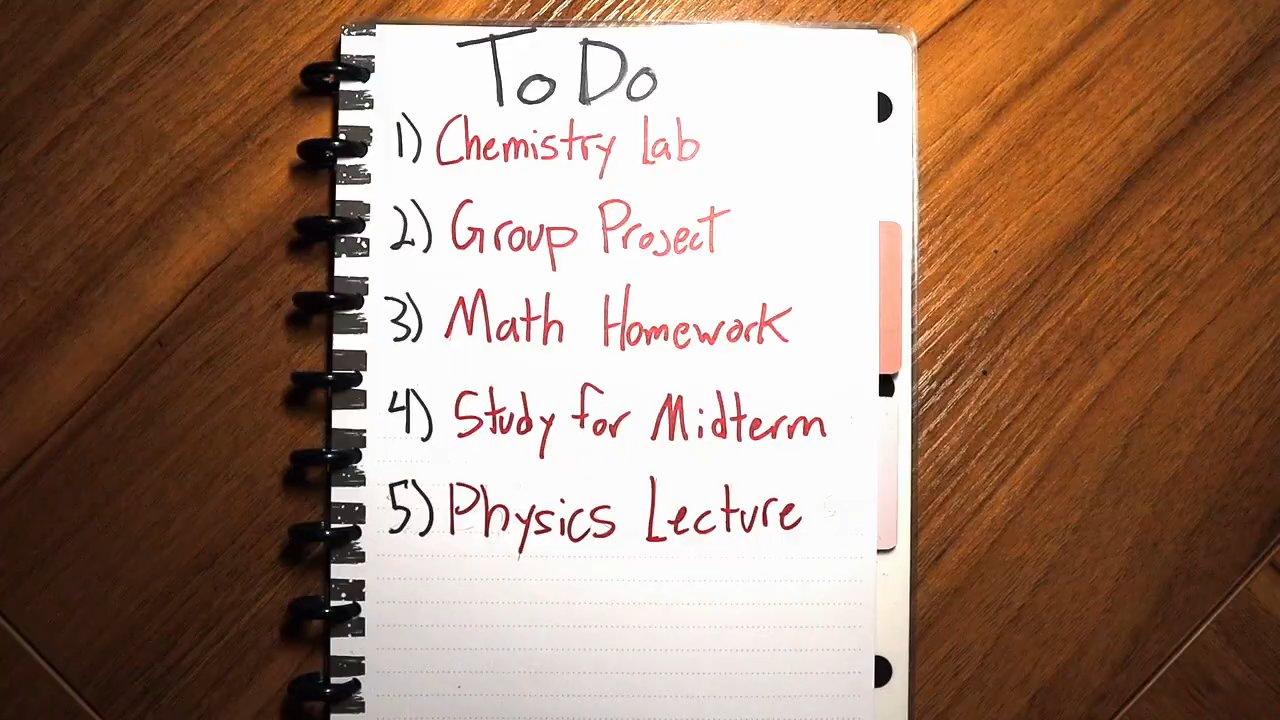 To Do
1) Chemistry Lab
2) Group Project
3) Math Homework
4) Study for Midterm
5) Physics Lecture